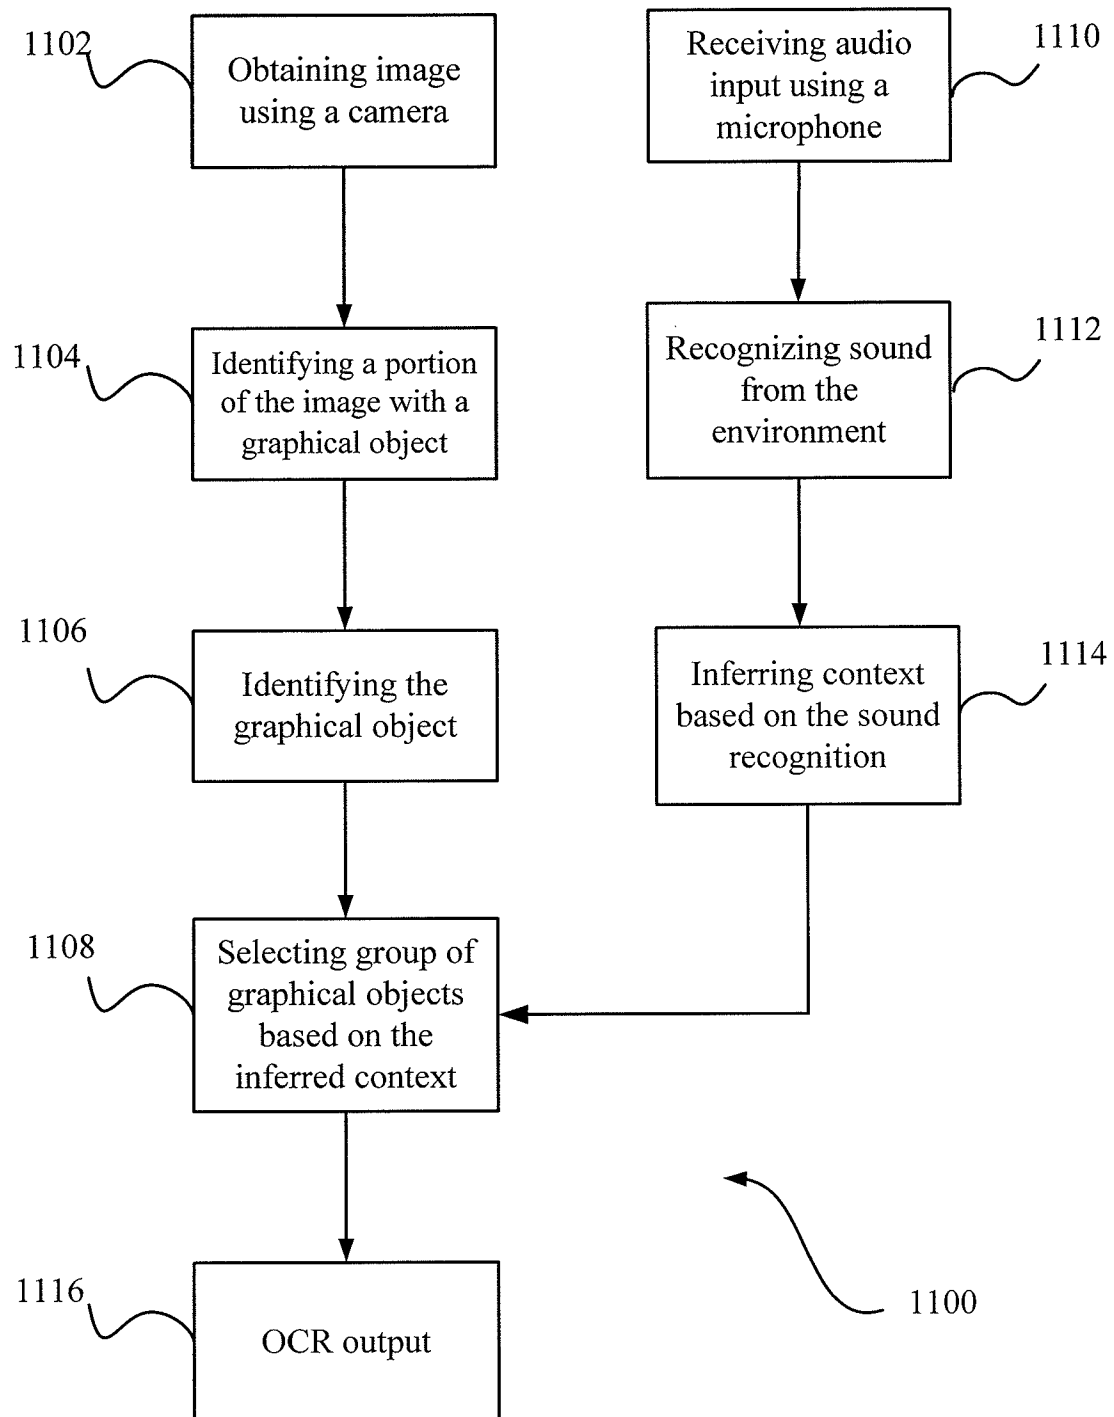 1102
Obtaining image
using a camera
1104
Identifying a portion
of the image with a
graphical object
1106
Identifying the
graphical object
1108
Selecting group of
graphical objects
based on the
inferred context
1116
OCR output
1110
Receiving audio
input using a
microphone
1112
Recognizing sound
from the
environment
1114
Inferring context
based on the sound
recognition
1100